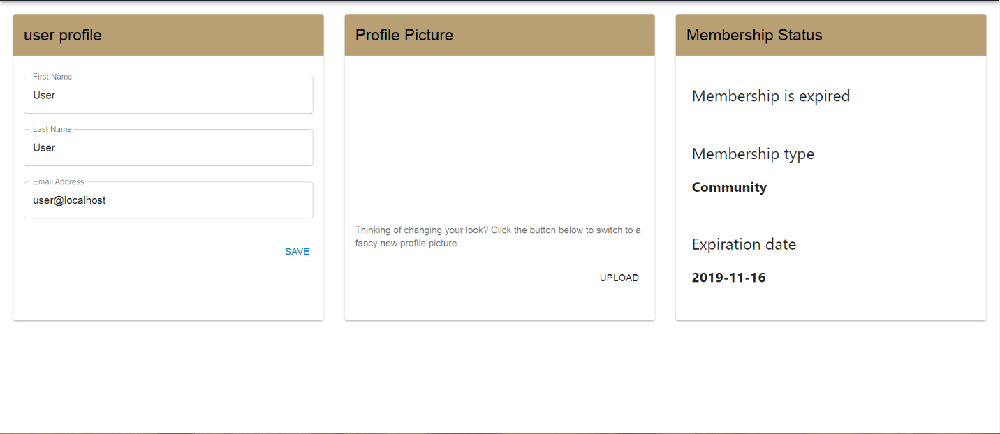 user profile
First Name
User
Last Name
User
Email Address
user@localhost
SAVE
Profile Picture
Thinking of changing your look? Click the button below to switch to a
fancy new profile picture
UPLOAD
Membership Status
Membership is expired
Membership type
Community
Expiration date
2019-11-16